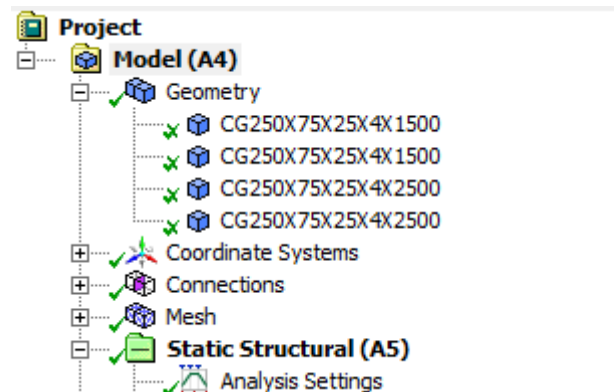 Project
Model (A4)
Geometry
CG250X75X25X4X1500
CG250X75X25X4X1500
CG250X75X25X4X2500
CG250X75X25X4X2500
Coordinate Systems
Connections
Mesh
Static Structural (A5)
Analysis Settings